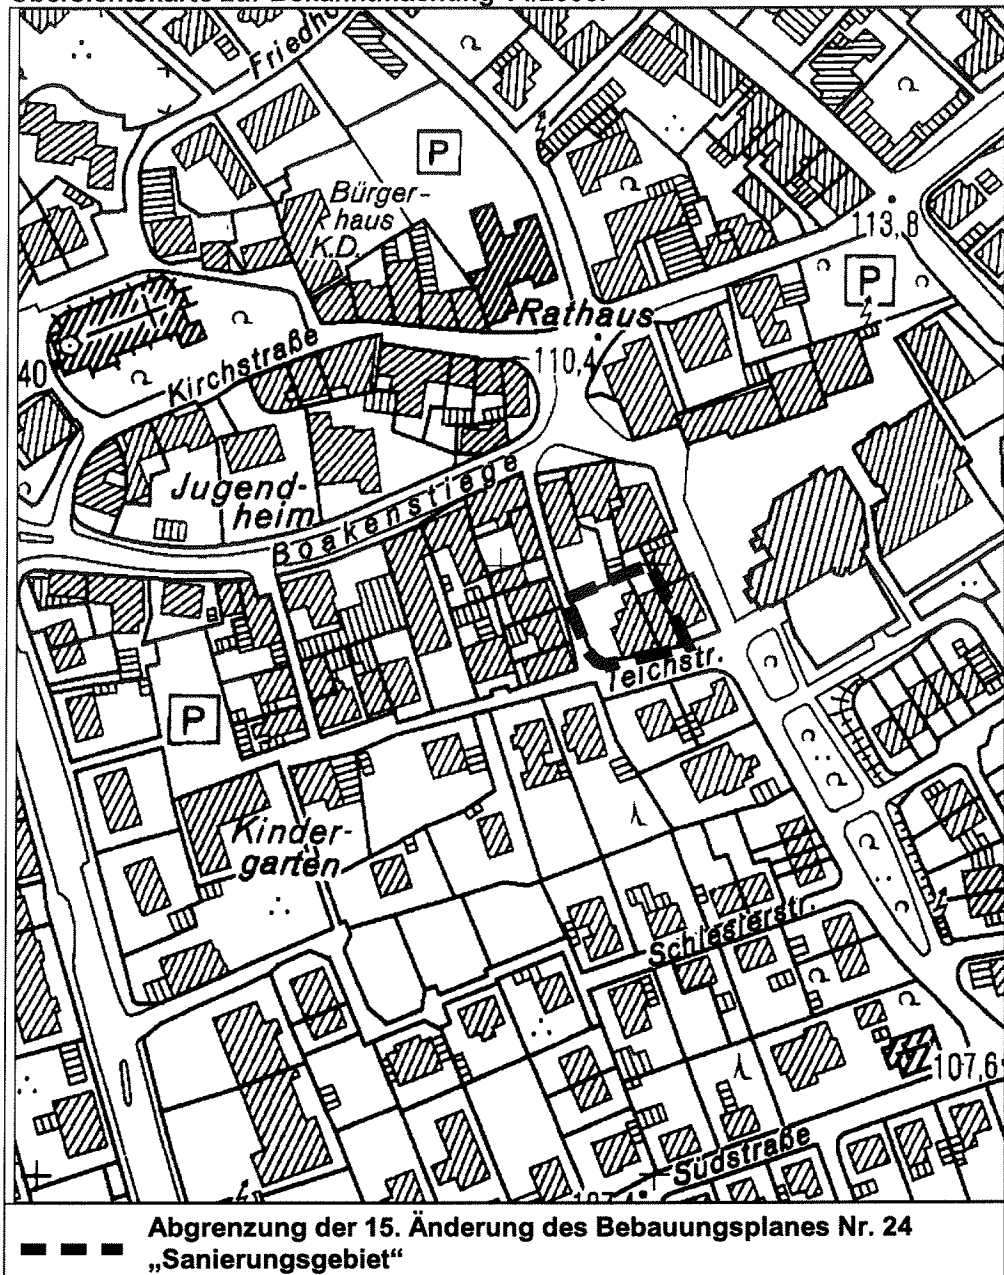 Friedho
P
Bürger-
haus
K.D.
113,8
P
Rathaus
110,4
Kirchstraße
40
Jugend-
heim
Boakenstiege
Teichstr.
P
Kinder-
garten
Schlesierstr.
107,6
Südstraße
Abgrenzung der 15. Änderung des Bebauungsplanes Nr. 24
„Sanierungsgebiet“